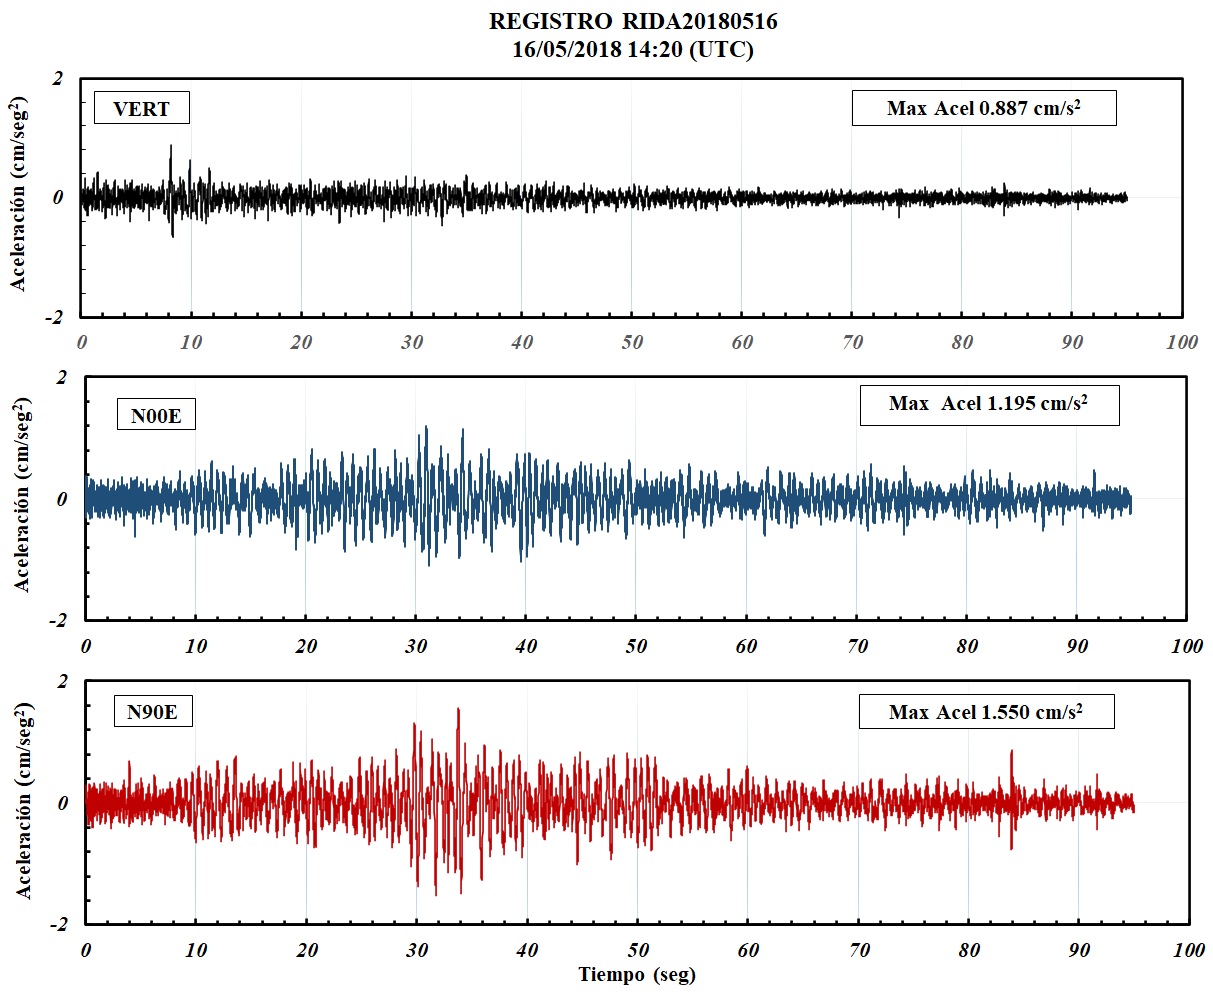 REGISTRO RIDA20180516
16/05/2018 14:20 (UTC)
Aceleración (cm/seg²)
2
0
-2
VERT
Max Acel 0.887 cm/s²
0 10 20 30 40 50 60 70 80 90 100
Aceleración (cm/seg²)
2
0
-2
N00E
Max Acel 1.195 cm/s²
0 10 20 30 40 50 60 70 80 90 100
Aceleración (cm/seg²)
2
0
-2
N90E
Max Acel 1.550 cm/s²
0 10 20 30 40 50 60 70 80 90 100
Tiempo (seg)